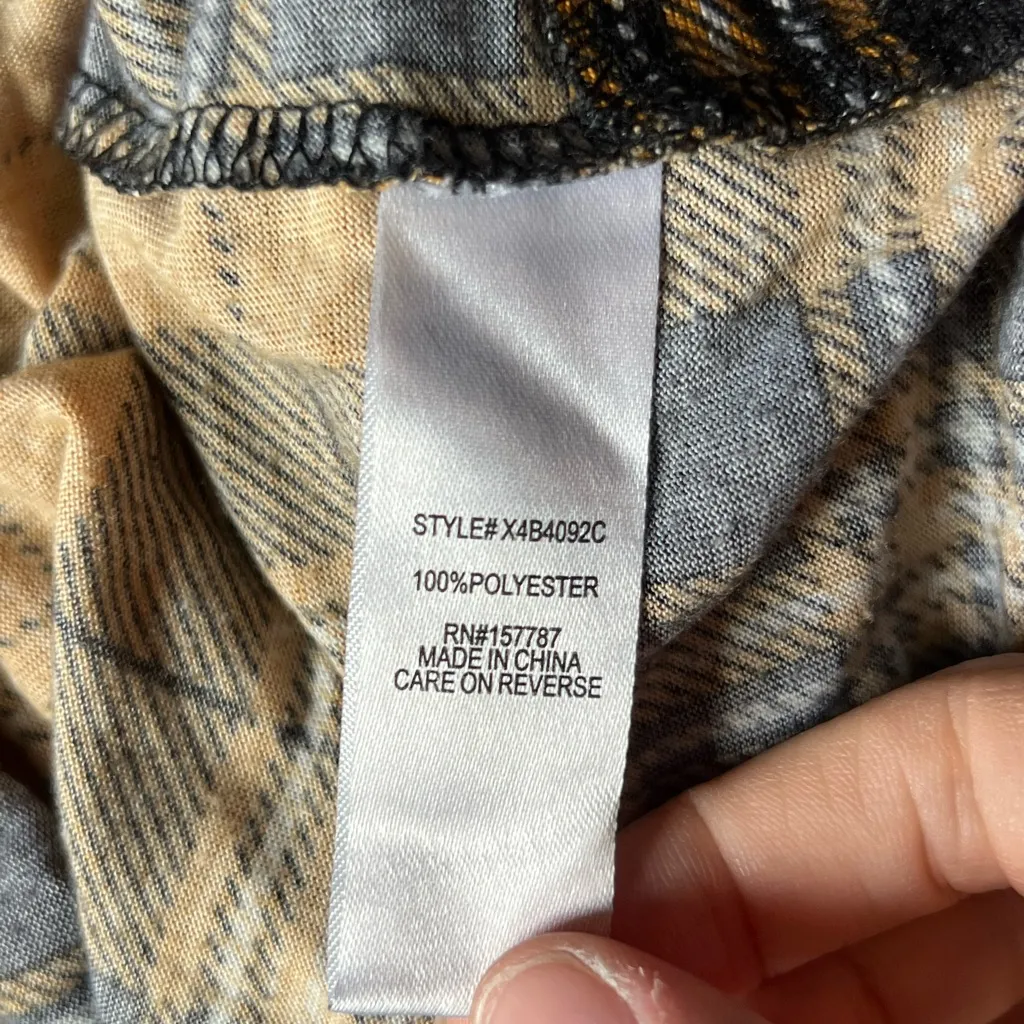 STYLE# X4B4092C
100%POLYESTER
RN#157787
MADE IN CHINA
CARE ON REVERSE